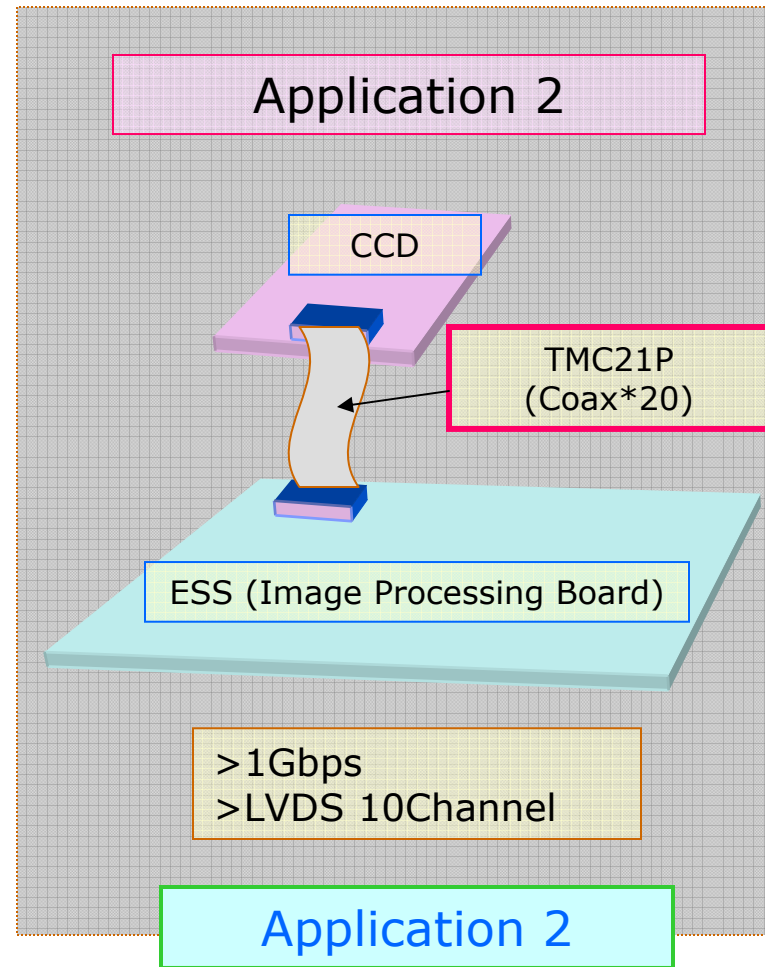 Application 2
CCD
TMC21P
(Coax*20)
ESS (Image Processing Board)
>1Gbps
>LVDS 10Channel
Application 2